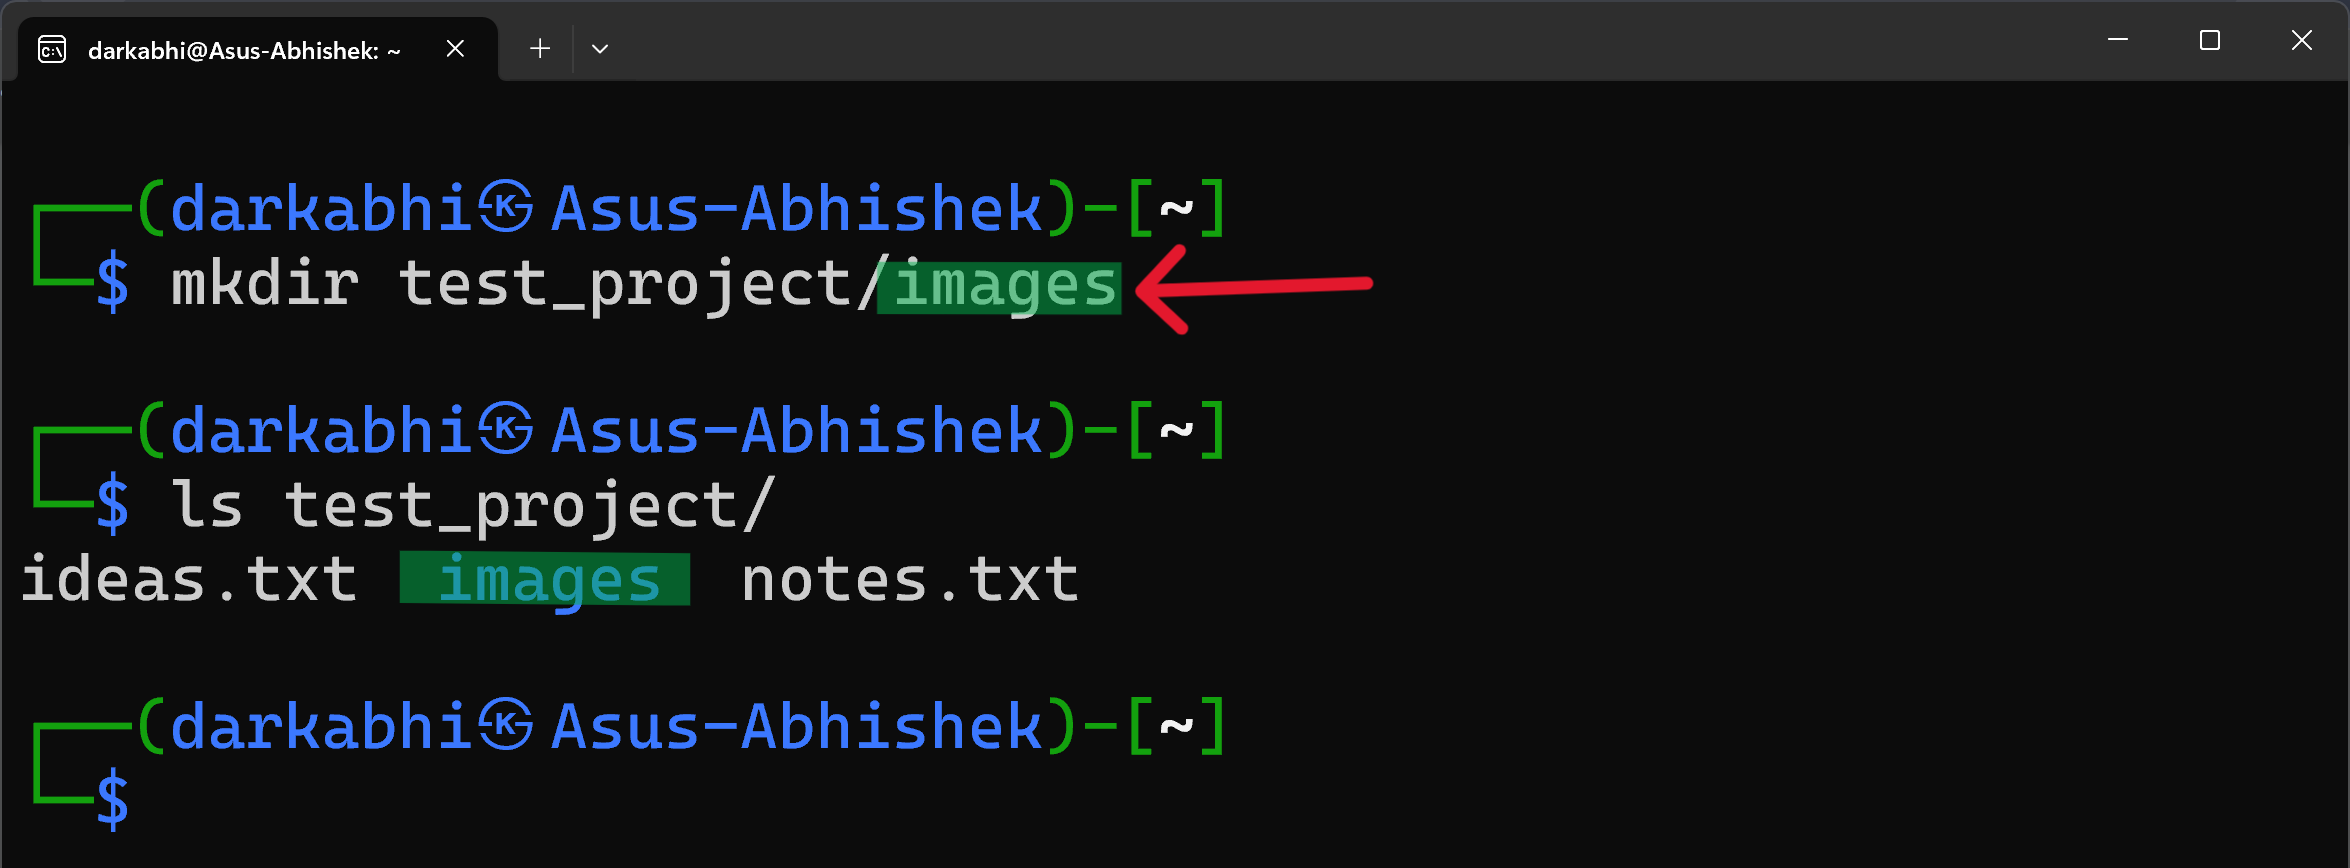 darkabhi@Asus-Abhishek: ~
┌──(darkabhi㉿Asus-Abhishek)-[~]
└─$ mkdir test_project/images
┌──(darkabhi㉿Asus-Abhishek)-[~]
└─$ ls test_project/
ideas.txt  images  notes.txt
┌──(darkabhi㉿Asus-Abhishek)-[~]
└─$